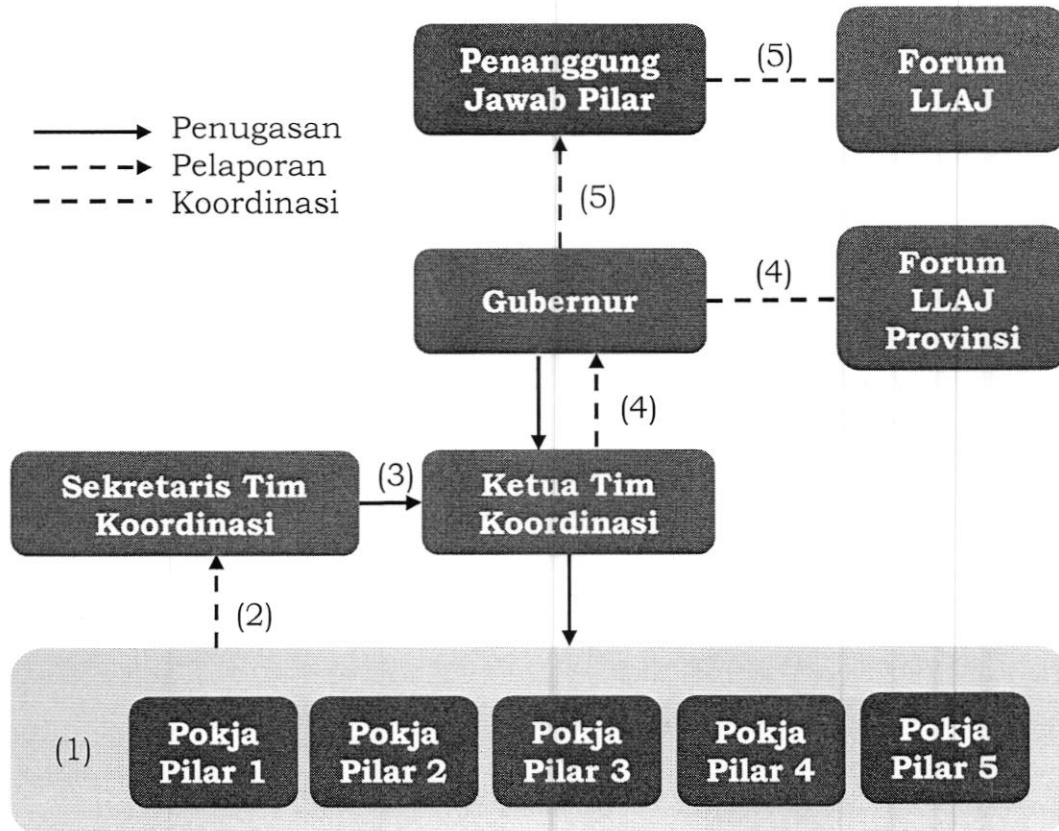 Penanggung
Jawab Pilar
(5)
Forum
LLAJ
Penugasan
Pelaporan
Koordinasi
(5)
Gubernur
(4)
Forum
LLAJ
Provinsi
(4)
Sekretaris Tim
Koordinasi
(3)
Ketua Tim
Koordinasi
(2)
(1)
Pokja
Pilar 1
Pokja
Pilar 2
Pokja
Pilar 3
Pokja
Pilar 4
Pokja
Pilar 5